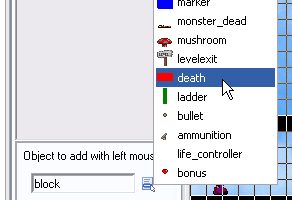 marker
monster_dead
mushroom
levelexit
death
ladder
bullet
ammunition
life_controller
bonus
Object to add with left mous
block